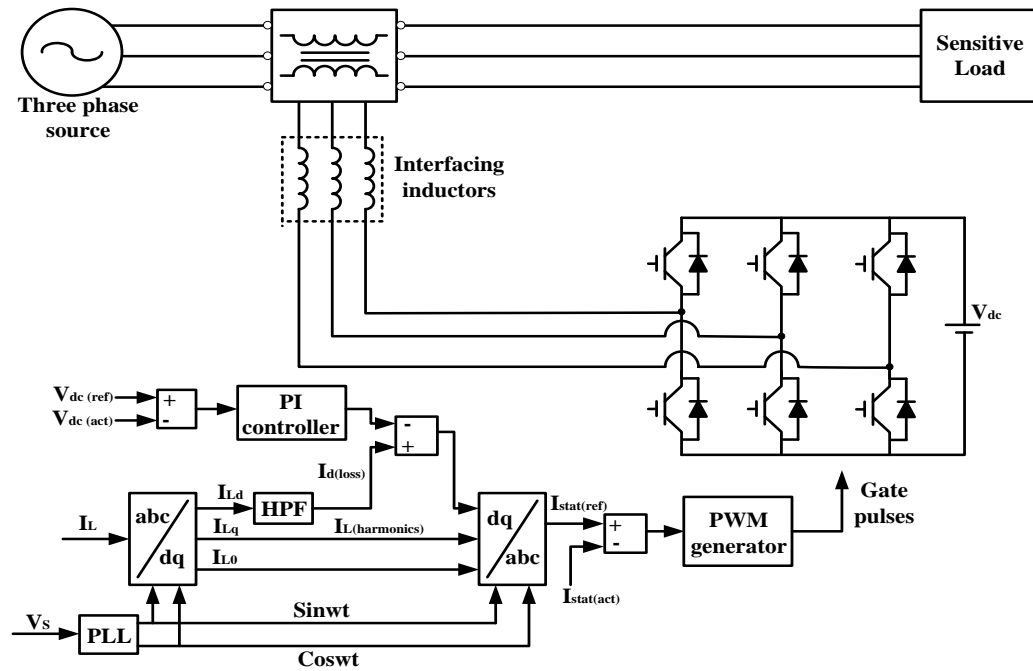 Three phase
source
Sensitive
Load
Interfacing
inductors
Vdc
Vdc (ref)
Vdc (act)
+
-
PI
controller
-
+
Id(loss)
IL
abc
dq
ILd
HPF
ILq
IL(harmonics)
IL0
dq
abc
Istat(ref)
+
-
Istat(act)
PWM
generator
Gate
pulses
Vs
PLL
Sinwt
Coswt